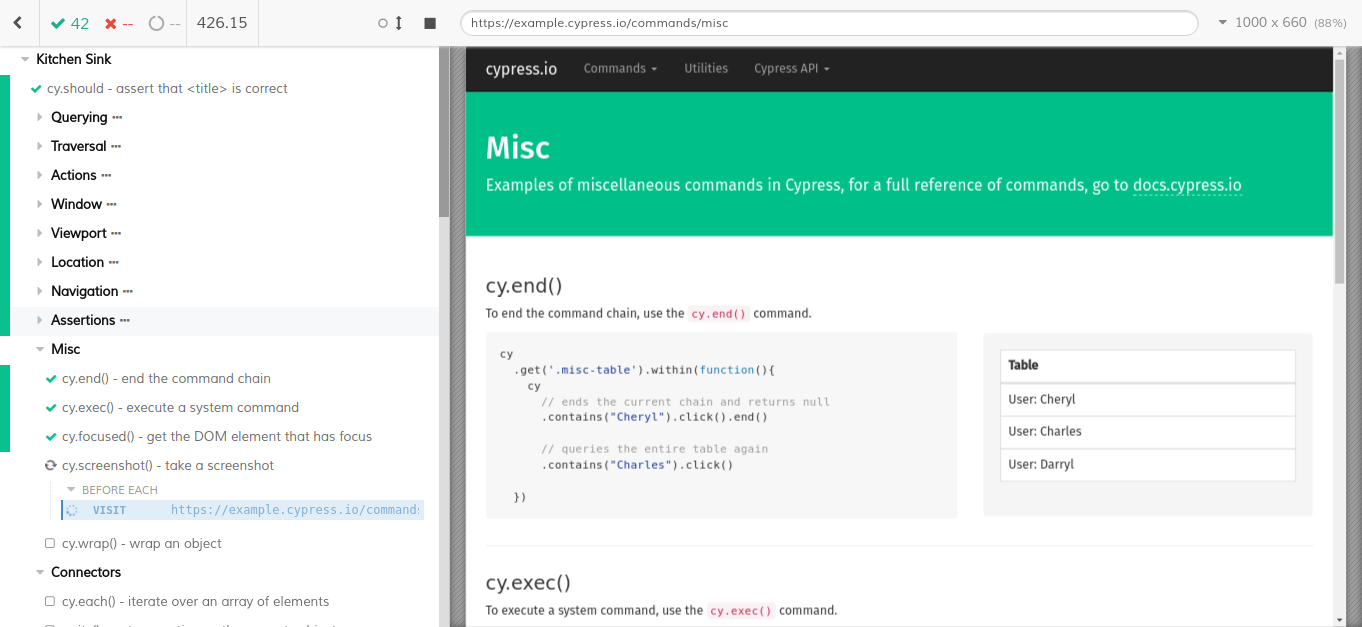 42 -- -- 426.15
https://example.cypress.io/commands/misc
1000 x 660 (88%)
Kitchen Sink
cy.should - assert that <title> is correct
Querying
Traversal
Actions
Window
Viewport
Location
Navigation
Assertions
Misc
cy.end() - end the command chain
cy.exec() - execute a system command
cy.focused() - get the DOM element that has focus
cy.screenshot() - take a screenshot
BEFORE EACH
VISIT https://example.cypress.io/command
cy.wrap() - wrap an object
Connectors
cy.each() - iterate over an array of elements
cypress.io Commands Utilities Cypress API
Misc
Examples of miscellaneous commands in Cypress, for a full reference of commands, go to docs.cypress.io
cy.end()
To end the command chain, use the cy.end() command.
cy
.get('.misc-table').within(function(){
cy
// ends the current chain and returns null
.contains("Cheryl").click().end()
// queries the entire table again
.contains("Charles").click()
})
Table
User: Cheryl
User: Charles
User: Darryl
cy.exec()
To execute a system command, use the cy.exec() command.